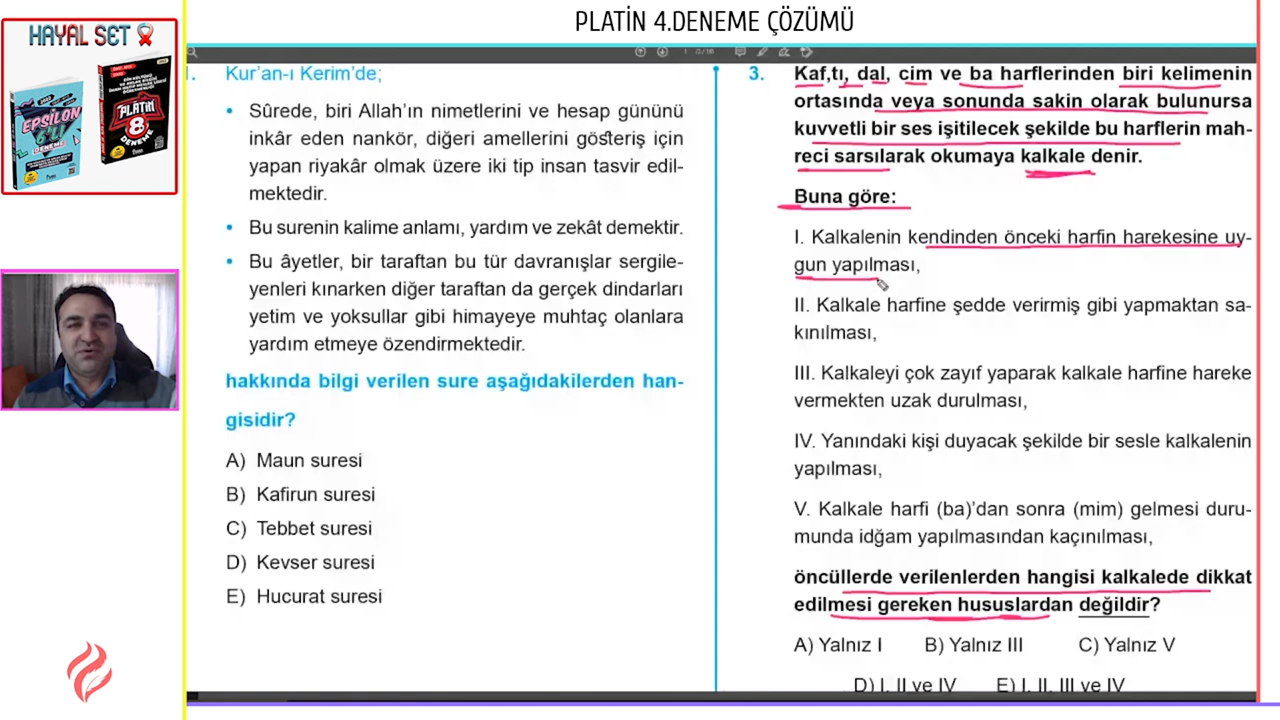 PLATİN 4.DENEME ÇÖZÜMÜ
HAYAL SET
EPSİLON
6'LI
DENEME
PLATİN
8
DENEME
1. Kur'an-ı Kerim'de;
• Sûrede, biri Allah'ın nimetlerini ve hesap gününü
inkâr eden nankör, diğeri amellerini gösteriş için
yapan riyakâr olmak üzere iki tip insan tasvir edil-
mektedir.
• Bu surenin kalime anlamı, yardım ve zekât demektir.
• Bu âyetler, bir taraftan bu tür davranışlar sergile-
yenleri kınarken diğer taraftan da gerçek dindarları
yetim ve yoksullar gibi himayeye muhtaç olanlara
yardım etmeye özendirmektedir.
hakkında bilgi verilen sure aşağıdakilerden han-
gisidir?
A) Maun suresi
B) Kafirun suresi
C) Tebbet suresi
D) Kevser suresi
E) Hucurat suresi
3. Kaf,tı, dal, cim ve ba harflerinden biri kelimenin
ortasında veya sonunda sakin olarak bulunursa
kuvvetli bir ses işitilecek şekilde bu harflerin mah-
reci sarsılarak okumaya kalkale denir.
Buna göre:
I. Kalkalenin kendinden önceki harfin harekesine uy-
gun yapılması,
II. Kalkale harfine şedde verirmiş gibi yapmaktan sa-
kınılması,
III. Kalkaleyi çok zayıf yaparak kalkale harfine hareke
vermekten uzak durulması,
IV. Yanındaki kişi duyacak şekilde bir sesle kalkalenin
yapılması,
V. Kalkale harfi (ba)'dan sonra (mim) gelmesi duru-
munda idğam yapılmasından kaçınılması,
öncüllerde verilenlerden hangisi kalkalede dikkat
edilmesi gereken hususlardan değildir?
A) Yalnız I B) Yalnız III C) Yalnız V
D) I, II ve IV E) I, II, III ve IV